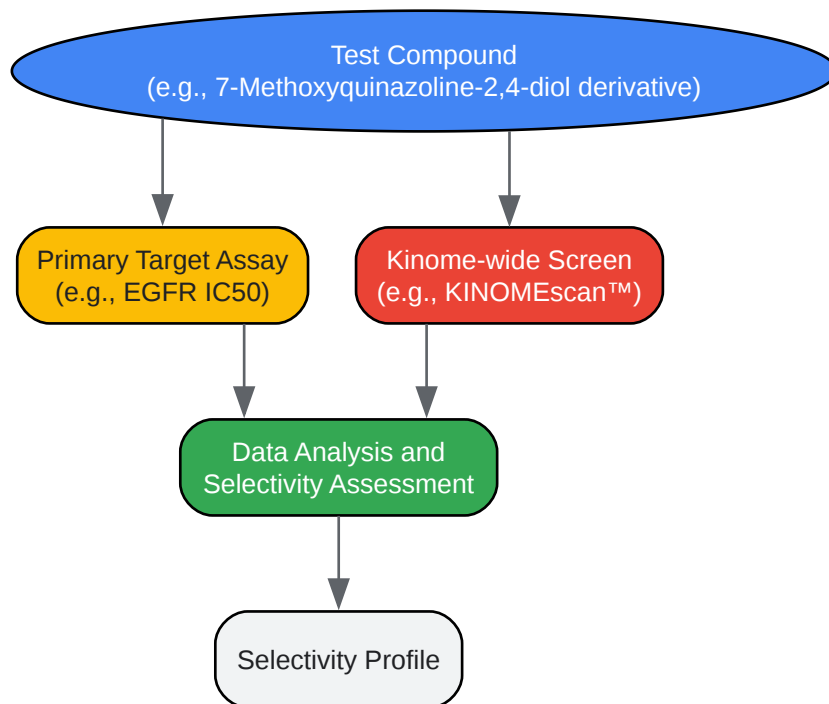 Test Compound
(e.g., 7-Methoxyquinazoline-2,4-diol derivative)
Primary Target Assay
(e.g., EGFR IC50)
Kinome-wide Screen
(e.g., KINOMEscan™)
Data Analysis and
Selectivity Assessment
Selectivity Profile